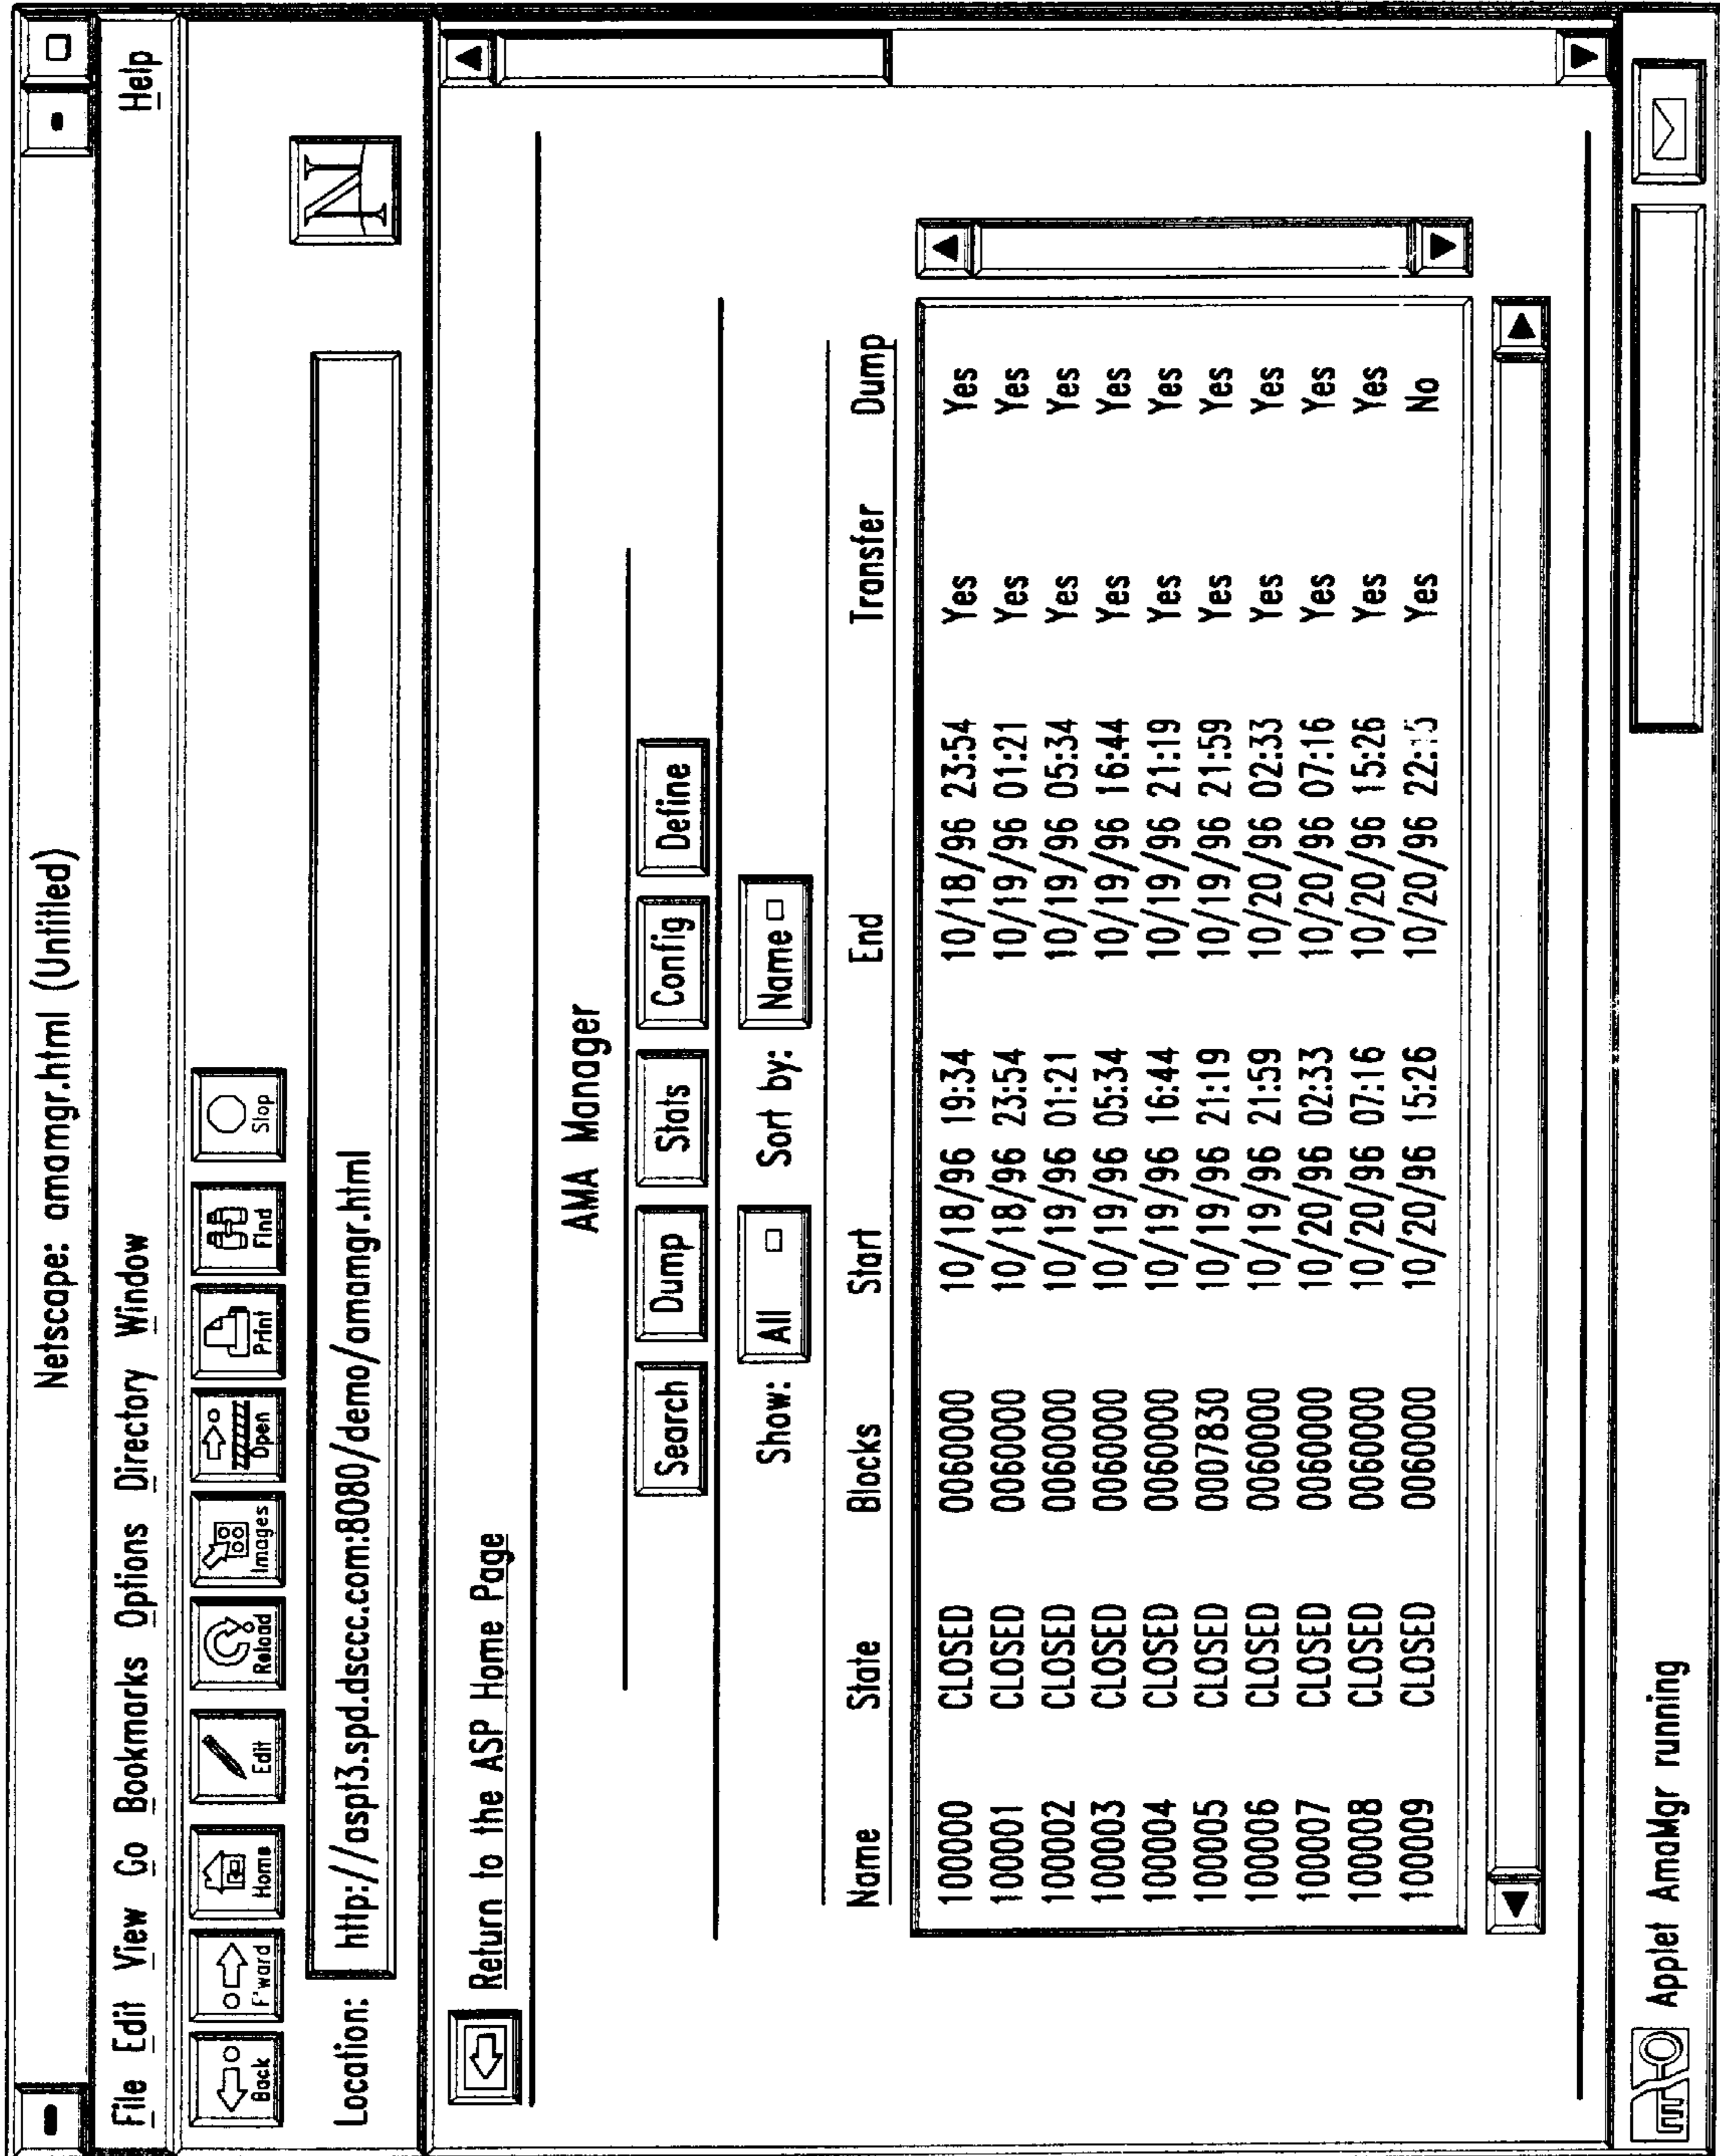 Netscape: amamgr.html (Untitled)
File Edit View Go Bookmarks Options Directory Window Help
Back F'ward Home Edit Reload Images Open Print Find Stop
N
Location: http://aspt3.spd.dsccc.com:8080/demo/amamgr.html
Return to the ASP Home Page
AMA Manager
Search Dump Stats Config Define
Show: All Sort by: Name
Name State Blocks Start End Transfer Dump
100000 CLOSED 0060000 10/18/96 19:34 10/18/96 23:54 Yes Yes
100001 CLOSED 0060000 10/18/96 23:54 10/19/96 01:21 Yes Yes
100002 CLOSED 0060000 10/19/96 01:21 10/19/96 05:34 Yes Yes
100003 CLOSED 0060000 10/19/96 05:34 10/19/96 16:44 Yes Yes
100004 CLOSED 0060000 10/19/96 16:44 10/19/96 21:19 Yes Yes
100005 CLOSED 0007830 10/19/96 21:19 10/19/96 21:59 Yes Yes
100006 CLOSED 0060000 10/19/96 21:59 10/20/96 02:33 Yes Yes
100007 CLOSED 0060000 10/20/96 02:33 10/20/96 07:16 Yes Yes
100008 CLOSED 0060000 10/20/96 07:16 10/20/96 15:26 Yes Yes
100009 CLOSED 0060000 10/20/96 15:26 10/20/96 Yes No
Applet AmaMgr running